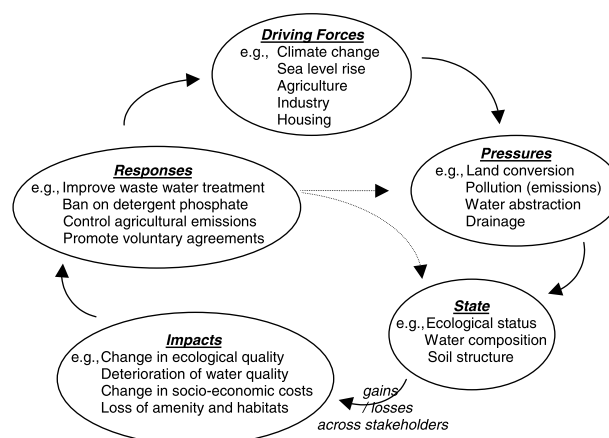 Driving Forces
e.g., Climate change
Sea level rise
Agriculture
Industry
Housing
Pressures
e.g., Land conversion
Pollution (emissions)
Water abstraction
Drainage
State
e.g., Ecological status
Water composition
Soil structure
gains
/ losses
across stakeholders
Impacts
e.g., Change in ecological quality
Deterioration of water quality
Change in socio-economic costs
Loss of amenity and habitats
Responses
e.g., Improve waste water treatment
Ban on detergent phosphate
Control agricultural emissions
Promote voluntary agreements